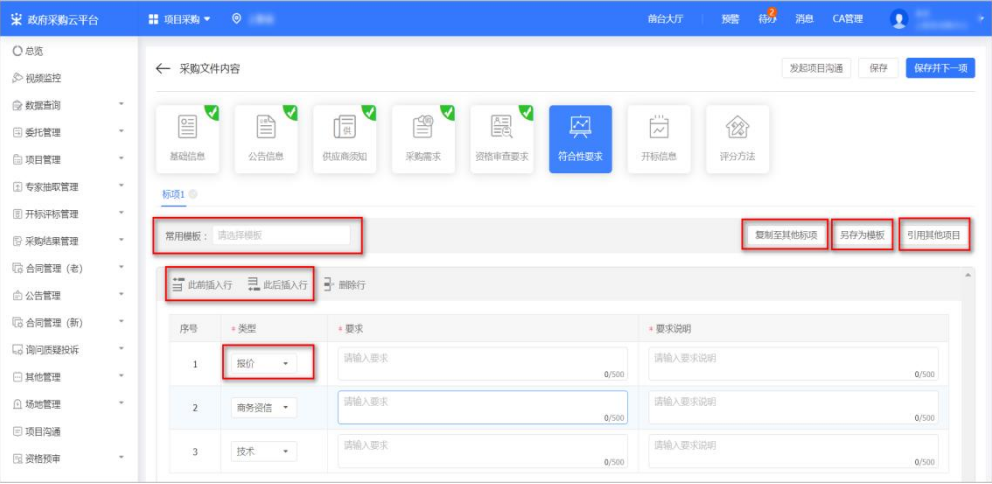 政府采购云平台 项目采购 前台大厅 预警 待办 2 消息 CA管理
总览
视频监控
数据查询
委托管理
项目管理
专家抽取管理
开标评标管理
采购结果管理
合同管理（老）
公告管理
合同管理（新）
询问质疑投诉
其他管理
场地管理
项目沟通
资格预审
← 采购文件内容 发起项目沟通 保存 保存并下一项
基础信息 公告信息 供应商须知 采购需求 资格审查要求 符合性要求 开标信息 评分方法
标项1
常用模板： 请选择模板 复制至其他标项 另存为模板 引用其他项目
此前插入行 此后插入行 删除行
序号 * 类型 * 要求 * 要求说明
1 报价 请输入要求 0/500 请输入要求说明 0/500
2 商务资信 请输入要求 0/500 请输入要求说明 0/500
3 技术 请输入要求 0/500 请输入要求说明 0/500